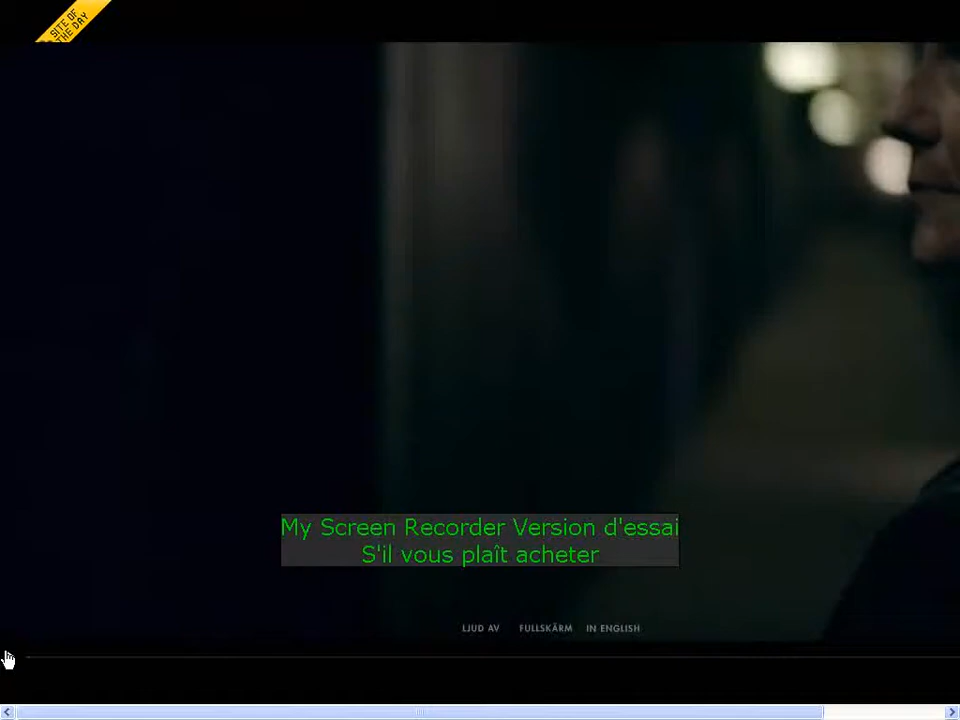 SITE OF
THE DAY
My Screen Recorder Version d'essai
S'il vous plaît acheter
LJUD AV FULLSKÄRM IN ENGLISH